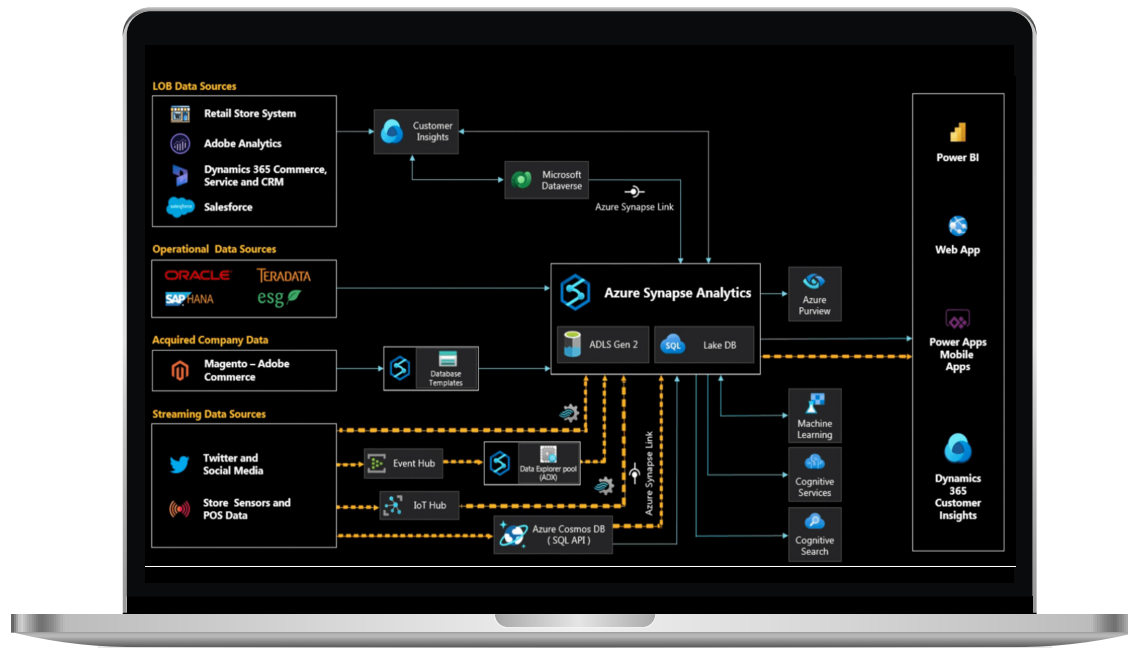 LOB Data Sources
Retail Store System
Adobe Analytics
Dynamics 365 Commerce,
Service and CRM
salesforce
Salesforce
Customer
Insights
Microsoft
Dataverse
Azure Synapse Link
Operational Data Sources
ORACLE
TERADATA
SAP HANA
esg
Azure Synapse Analytics
ADLS Gen 2
SQL
Lake DB
Azure
Purview
Acquired Company Data
Magento – Adobe
Commerce
Database
Templates
Streaming Data Sources
Twitter and
Social Media
Store Sensors and
POS Data
Event Hub
Data Explorer pool
(ADX)
IoT Hub
Azure Cosmos DB
( SQL API )
Azure Synapse Link
Machine
Learning
Cognitive
Services
Cognitive
Search
Power BI
Web App
Power Apps
Mobile
Apps
Dynamics
365
Customer
Insights